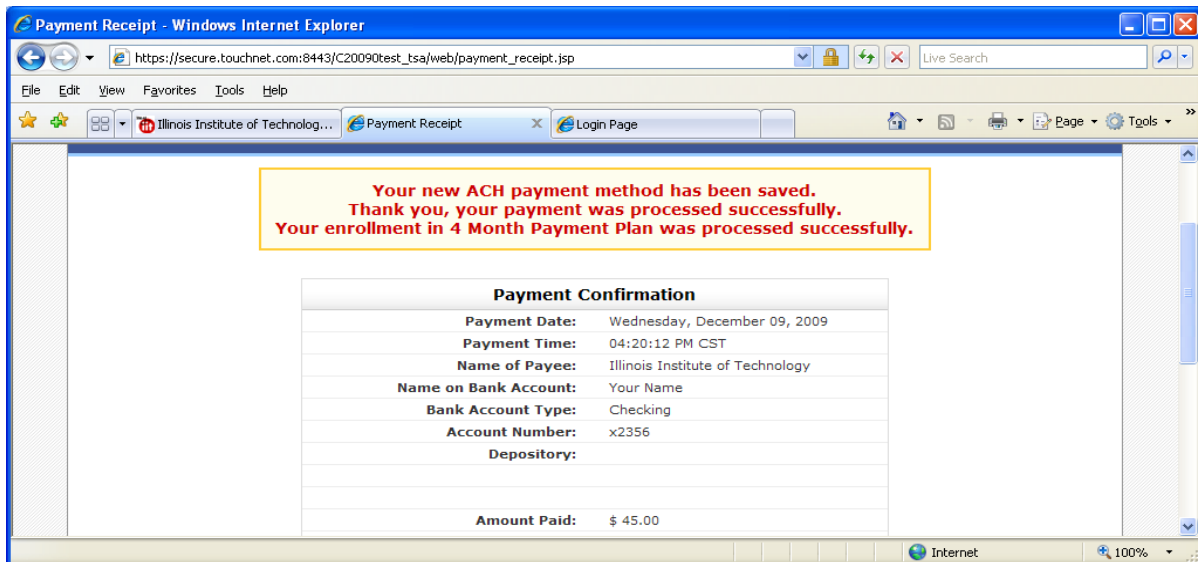 Payment Receipt - Windows Internet Explorer
https://secure.touchnet.com:8443/C20090test_tsa/web/payment_receipt.jsp
Live Search
File Edit View Favorites Tools Help
Illinois Institute of Technolog... Payment Receipt Login Page Page Tools
Your new ACH payment method has been saved.
Thank you, your payment was processed successfully.
Your enrollment in 4 Month Payment Plan was processed successfully.
Payment Confirmation
Payment Date: Wednesday, December 09, 2009
Payment Time: 04:20:12 PM CST
Name of Payee: Illinois Institute of Technology
Name on Bank Account: Your Name
Bank Account Type: Checking
Account Number: x2356
Depository:
Amount Paid: $ 45.00
Internet 100%